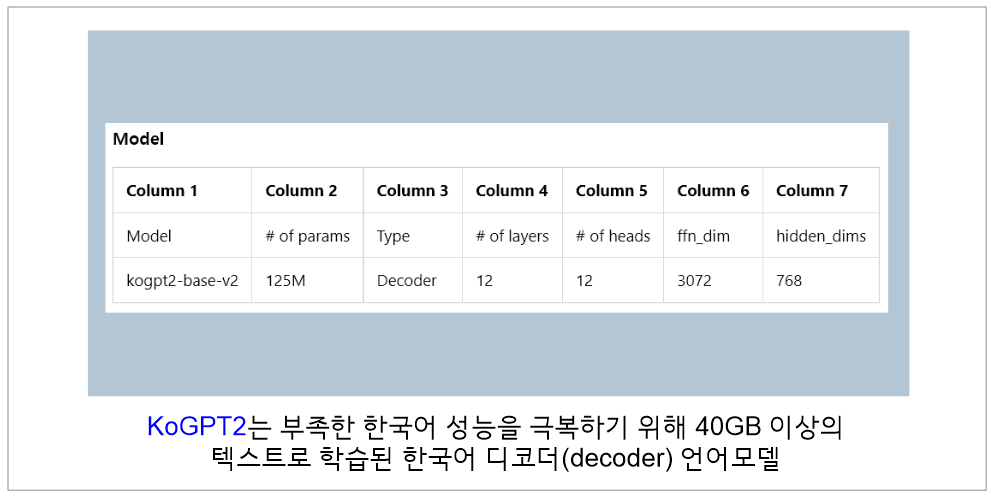 Model
Column 1 Column 2 Column 3 Column 4 Column 5 Column 6 Column 7
Model # of params Type # of layers # of heads ffn_dim hidden_dims
kogpt2-base-v2 125M Decoder 12 12 3072 768
KoGPT2는 부족한 한국어 성능을 극복하기 위해 40GB 이상의
텍스트로 학습된 한국어 디코더(decoder) 언어모델